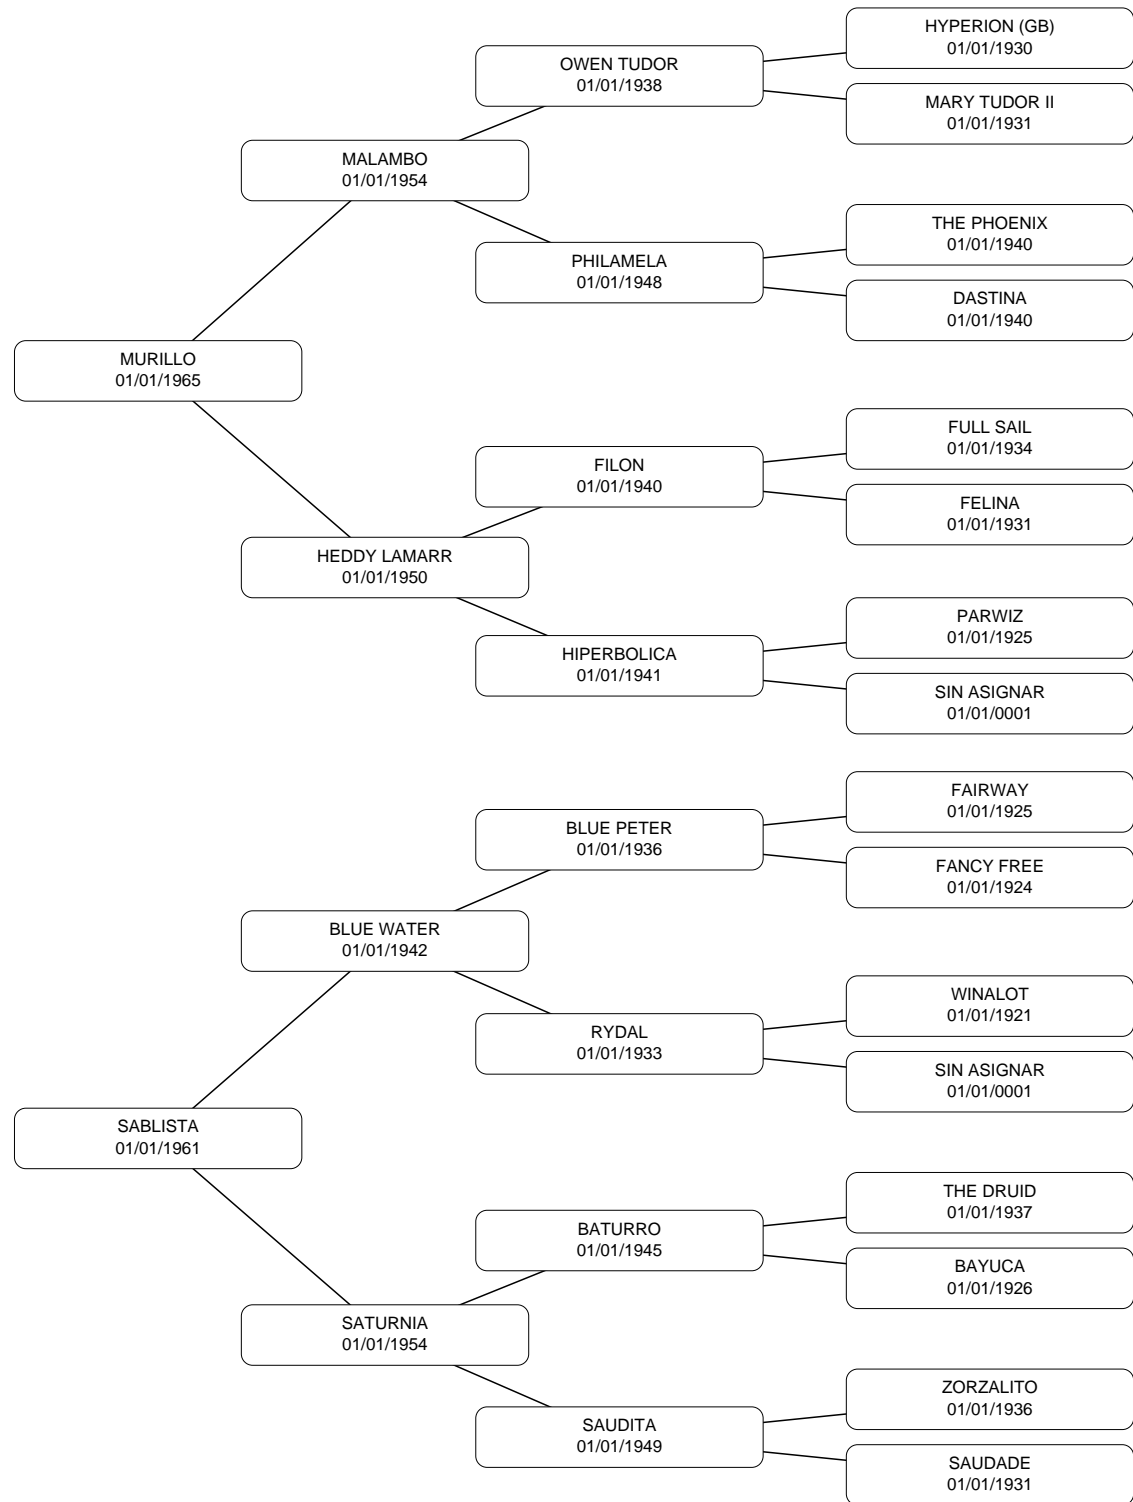 HYPERION (GB)
01/01/1930
OWEN TUDOR
01/01/1938
MARY TUDOR II
01/01/1931
MALAMBO
01/01/1954
THE PHOENIX
01/01/1940
PHILAMELA
01/01/1948
DASTINA
01/01/1940
MURILLO
01/01/1965
FULL SAIL
01/01/1934
FILON
01/01/1940
FELINA
01/01/1931
HEDDY LAMARR
01/01/1950
PARWIZ
01/01/1925
HIPERBOLICA
01/01/1941
SIN ASIGNAR
01/01/0001
FAIRWAY
01/01/1925
BLUE PETER
01/01/1936
FANCY FREE
01/01/1924
BLUE WATER
01/01/1942
WINALOT
01/01/1921
RYDAL
01/01/1933
SIN ASIGNAR
01/01/0001
SABLISTA
01/01/1961
THE DRUID
01/01/1937
BATURRO
01/01/1945
BAYUCA
01/01/1926
SATURNIA
01/01/1954
ZORZALITO
01/01/1936
SAUDITA
01/01/1949
SAUDADE
01/01/1931